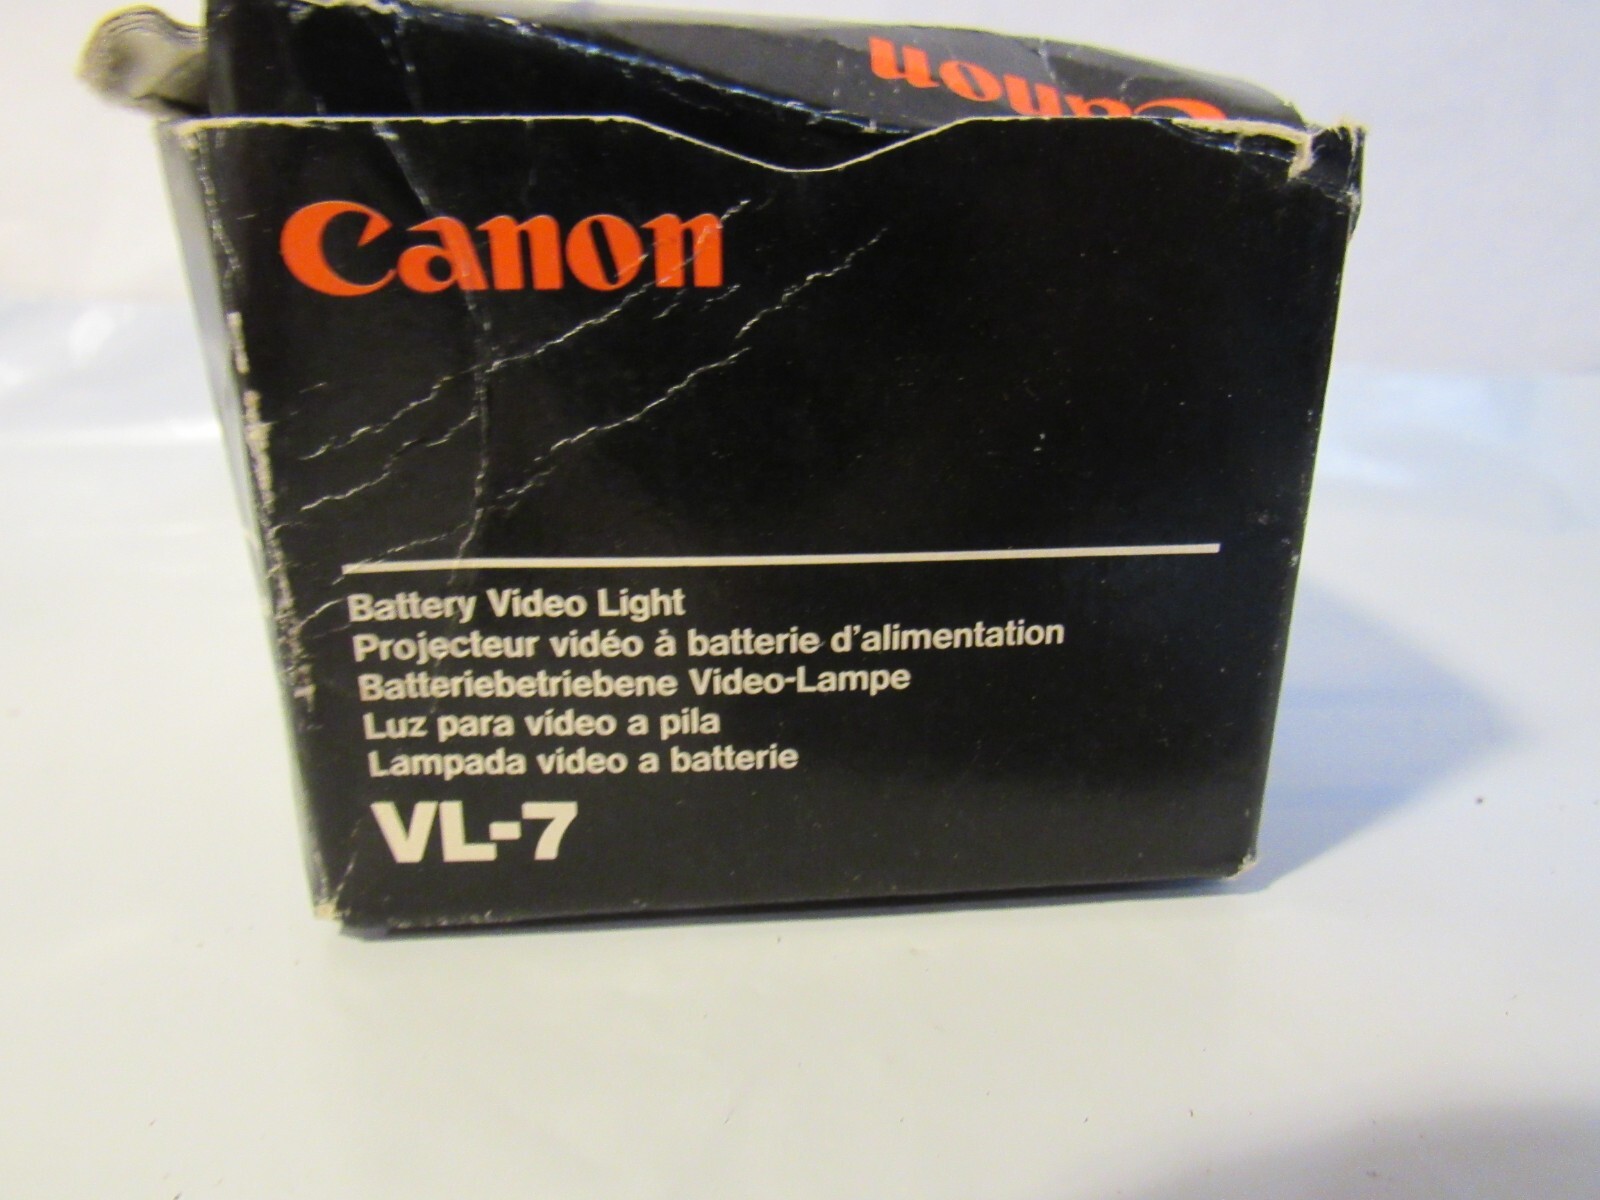 Canon
Canon
Battery Video Light
Projecteur vidéo à batterie d'alimentation
Batteriebetriebene Video-Lampe
Luz para vídeo a pila
Lampada video a batterie
VL-7